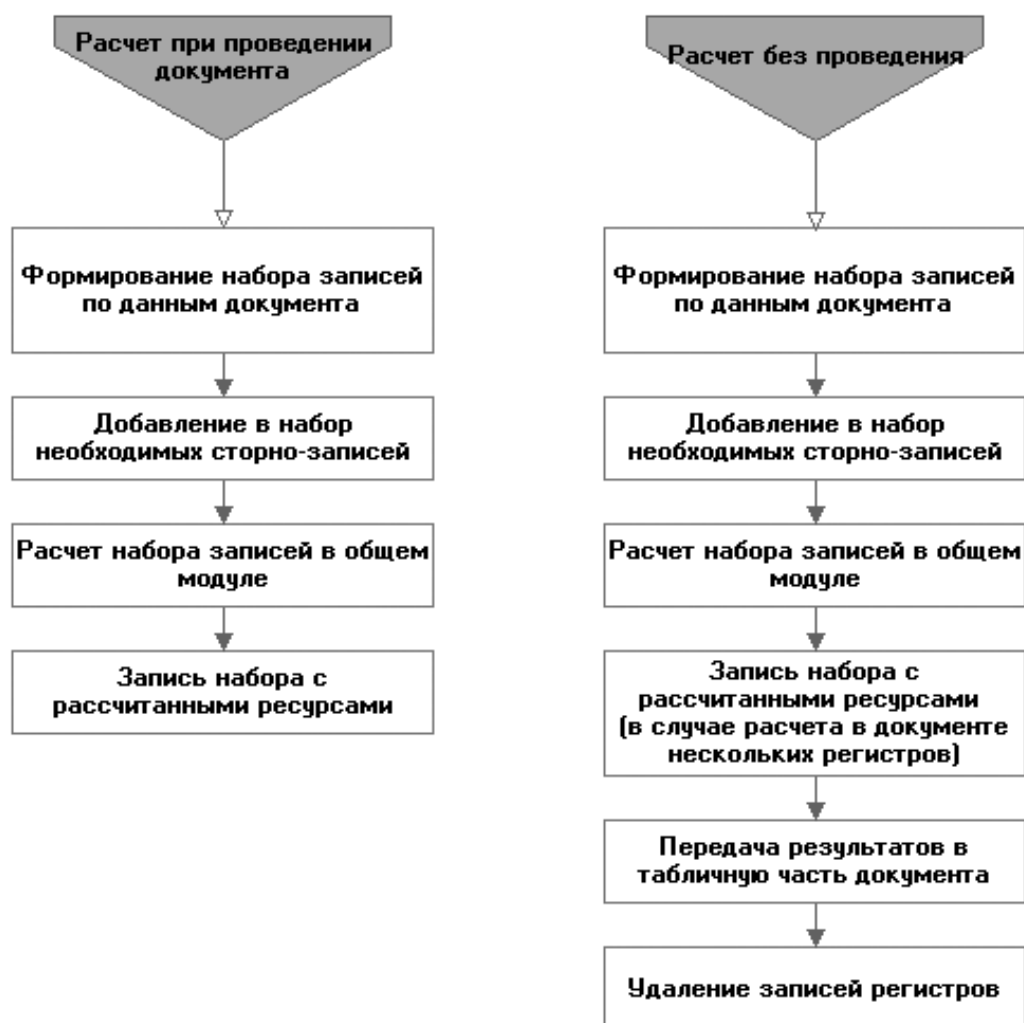 Расчет при проведении
документа
Формирование набора записей
по данным документа
Добавление в набор
необходимых сторно-записей
Расчет набора записей в общем
модуле
Запись набора с
рассчитанными ресурсами
Расчет без проведения
Формирование набора записей
по данным документа
Добавление в набор
необходимых сторно-записей
Расчет набора записей в общем
модуле
Запись набора с
рассчитанными ресурсами
(в случае расчета в документе
нескольких регистров)
Передача результатов в
табличную часть документа
Удаление записей регистров